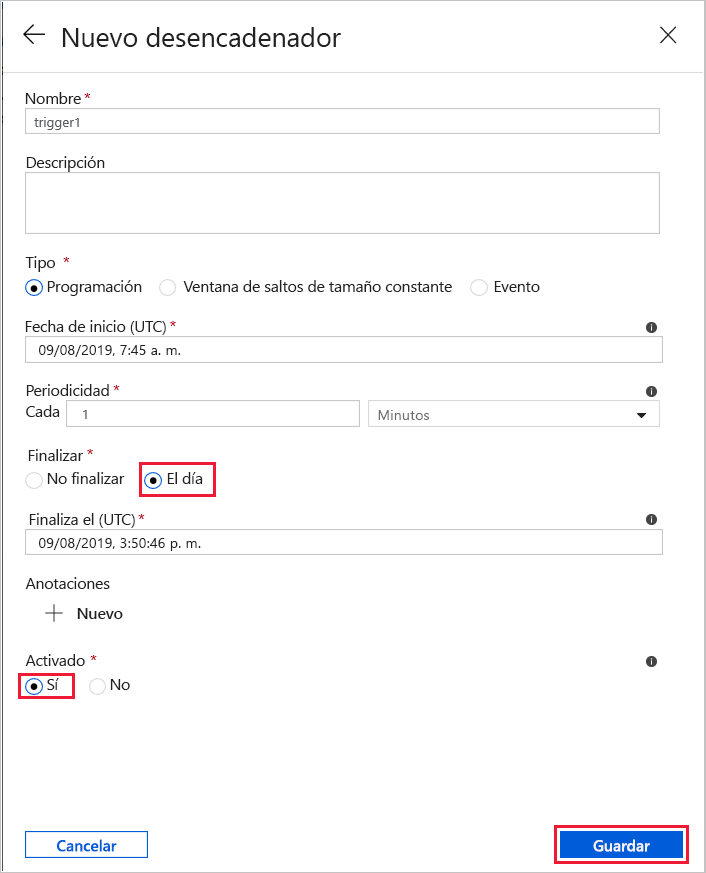 Nuevo desencadenador
Nombre *
trigger1
Descripción
Tipo *
Programación Ventana de saltos de tamaño constante Evento
Fecha de inicio (UTC) *
09/08/2019, 7:45 a. m.
Periodicidad *
Cada 1 Minutos
Finalizar *
No finalizar El día
Finaliza el (UTC) *
09/08/2019, 3:50:46 p. m.
Anotaciones
Nuevo
Activado *
Sí No
Cancelar Guardar